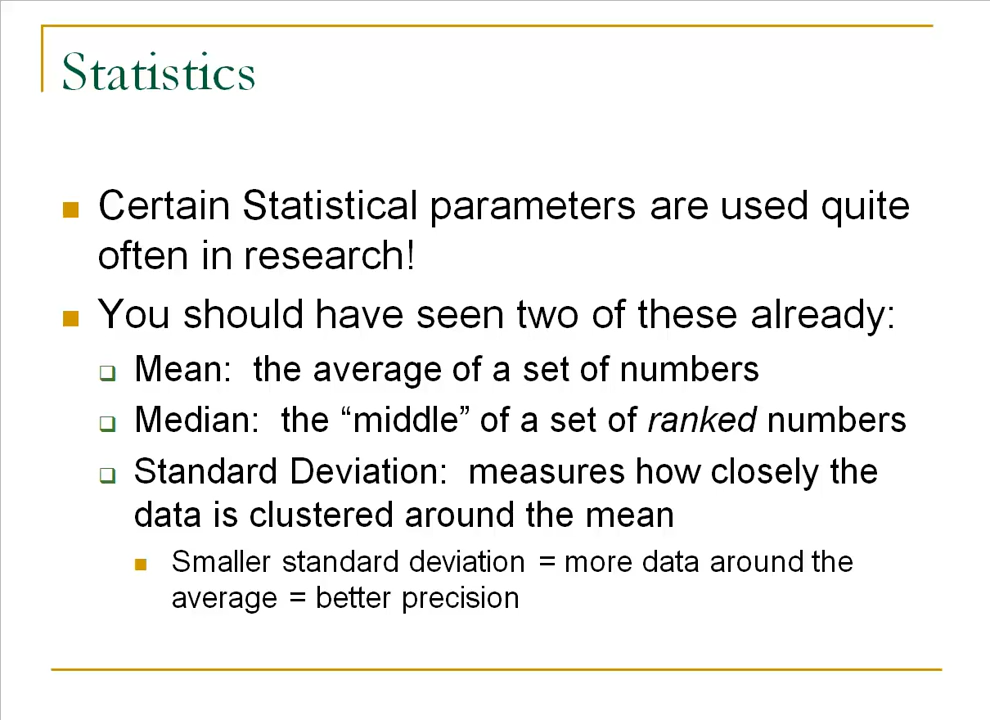 Statistics
Certain Statistical parameters are used quite
often in research!
You should have seen two of these already:
Mean:  the average of a set of numbers
Median:  the “middle” of a set of ranked numbers
Standard Deviation:  measures how closely the
data is clustered around the mean
Smaller standard deviation = more data around the
average = better precision